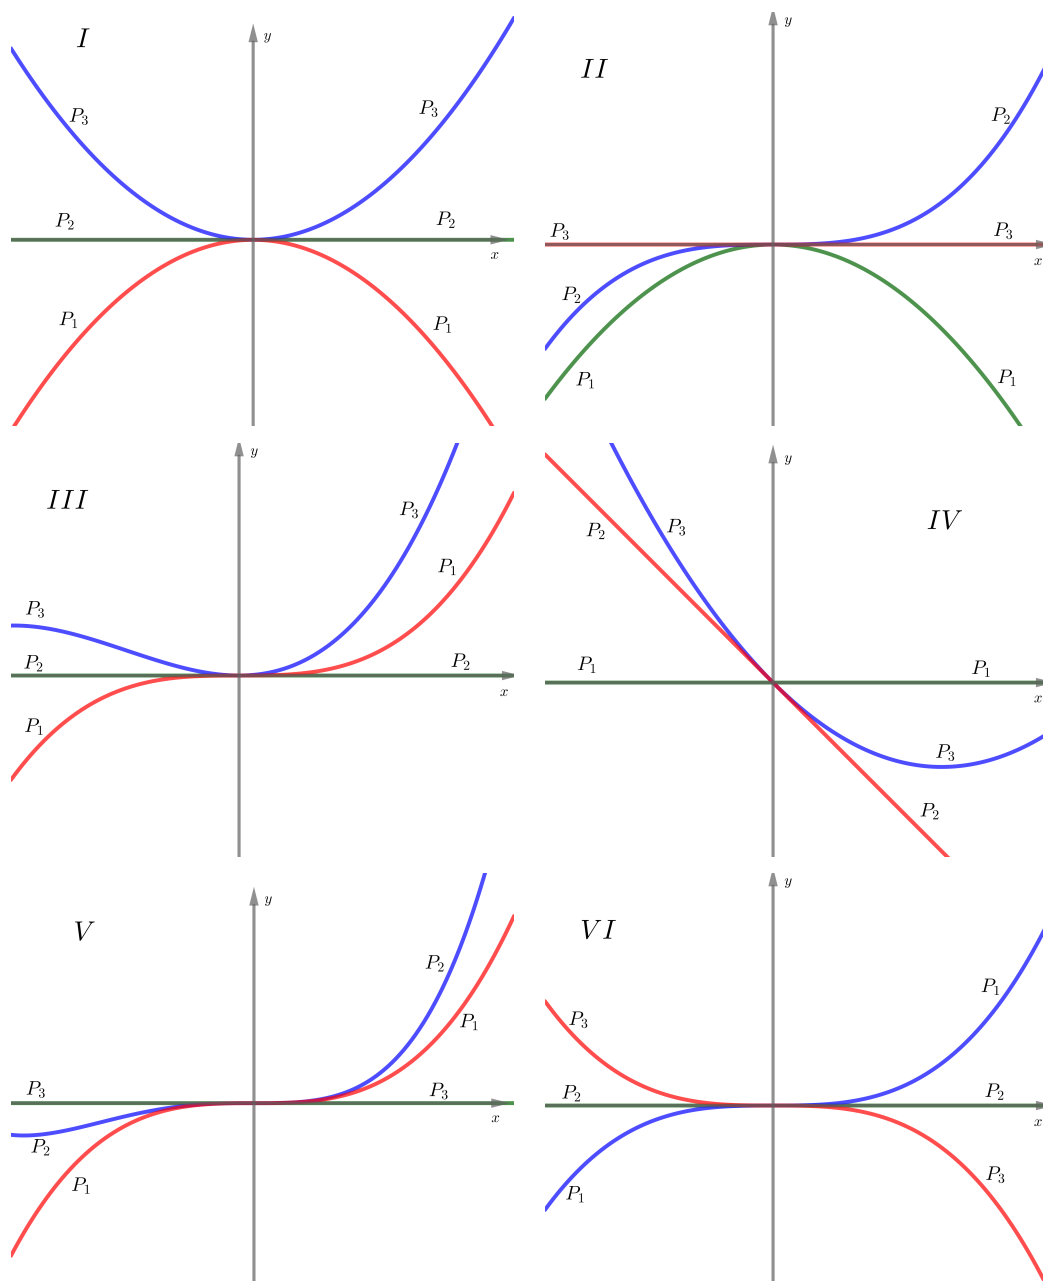 I
y
P₃ P₃
P₂ P₂
x
P₁ P₁
II
y
P₂
P₃ P₃
x
P₂
P₁ P₁
III
y
P₃
P₁
P₃
P₂ P₂
x
P₁
IV
y
P₂ P₃
P₁ P₁
x
P₃
P₂
V
y
P₂
P₁
P₃ P₃
x
P₂
P₁
VI
y
P₁
P₃
P₂ P₂
x
P₁ P₃